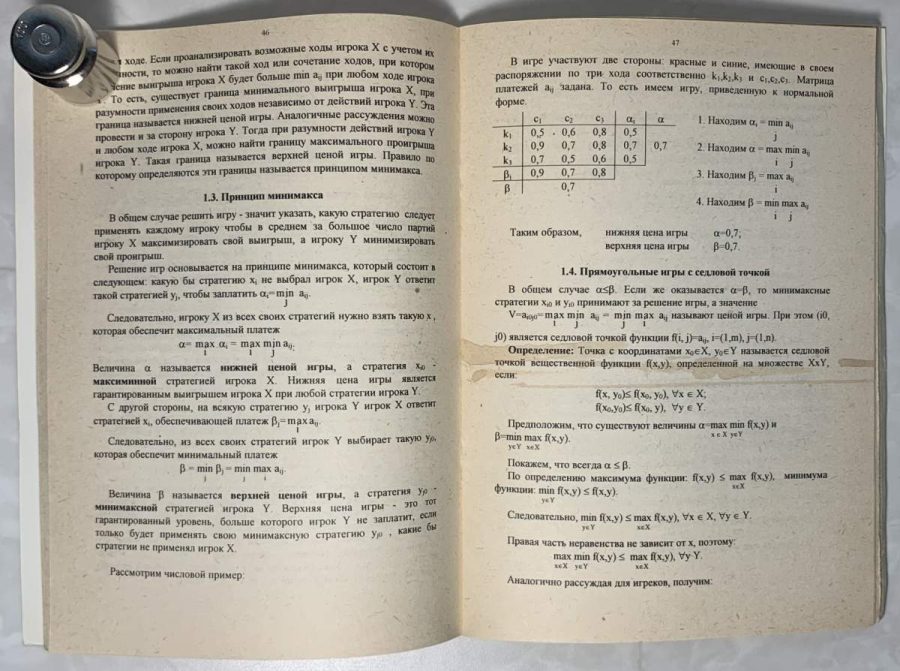 46
ходе. Если проанализировать возможные ходы игрока X с учетом их
то можно найти такой ход или сочетание ходов, при котором
выигрыша игрока X будет больше min aᵢⱼ при любом ходе игрока
То есть, существует граница минимального выигрыша игрока X, при
разумности применения своих ходов независимо от действий игрока Y. Эта
граница называется нижней ценой игры. Аналогичные рассуждения можно
провести и за сторону игрока Y. Тогда при разумности действий игрока Y
и любом ходе игрока X, можно найти границу максимального проигрыша
игрока Y. Такая граница называется верхней ценой игры. Правило по
которому определяются эти границы называется принципом минимакса.
1.3. Принцип минимакса
В общем случае решить игру - значит указать, какую стратегию следует
применять каждому игроку чтобы в среднем за большое число партий
игроку X максимизировать свой выигрыш, а игроку Y минимизировать
свой проигрыш.
Решение игр основывается на принципе минимакса, который состоит в
следующем: какую бы стратегию xᵢ не выбрал игрок X, игрок Y ответит
такой стратегией yⱼ, чтобы заплатить αᵢ=min aᵢⱼ.
j
Следовательно, игроку X из всех своих стратегий нужно взять такую x ,
которая обеспечит максимальный платеж
α= max αᵢ = max min aᵢⱼ.
i i j
Величина α называется нижней ценой игры, а стратегия xᵢ₀ -
максиминной стратегией игрока X. Нижняя цена игры является
гарантированным выигрышем игрока X при любой стратегии игрока Y.
С другой стороны, на всякую стратегию yⱼ игрока Y игрок X ответит
стратегией xᵢ, обеспечивающей платеж βⱼ=max aᵢⱼ.
i
Следовательно, из всех своих стратегий игрок Y выбирает такую yⱼ₀,
которая обеспечит минимальный платеж
β = min βⱼ = min max aᵢⱼ.
j j i
Величина β называется верхней ценой игры, а стратегия yⱼ₀ -
минимаксной стратегией игрока Y. Верхняя цена игры - это тот
гарантированный уровень, больше которого игрок Y не заплатит, если
только будет применять свою минимаксную стратегию yⱼ₀ , какие бы
стратегии не применял игрок X.
Рассмотрим числовой пример:
47
В игре участвуют две стороны: красные и синие, имеющие в своем
распоряжении по три хода соответственно k₁,k₂,k₃ и c₁,c₂,c₃. Матрица
платежей aᵢⱼ задана. То есть имеем игру, приведенную к нормальной
форме.
c₁ c₂ c₃ αᵢ α
k₁ 0,5 0,6 0,8 0,5
k₂ 0,9 0,7 0,8 0,7 0,7
k₃ 0,7 0,5 0,6 0,5
βⱼ 0,9 0,7 0,8
β 0,7
1. Находим αᵢ = min aᵢⱼ
j
2. Находим α = max min aᵢⱼ
i j
3. Находим βⱼ = max aᵢⱼ
i
4. Находим β = min max aᵢⱼ
i j
Таким образом, нижняя цена игры α=0,7;
верхняя цена игры β=0,7.
1.4. Прямоугольные игры с седловой точкой
В общем случае α≤β. Если же оказывается α=β, то минимаксные
стратегии xᵢ₀ и yᵢ₀ принимают за решение игры, а значение
V=aᵢ₀ⱼ₀=max min aᵢⱼ = min max aᵢⱼ называют ценой игры. При этом (i0,
i j j i
j0) является седловой точкой функции f(i, j)=aᵢⱼ, i=(1,m), j=(1,n).
Определение: Точка с координатами x₀∈X, y₀∈Y называется седловой
точкой вещественной функции f(x,y), определенной на множестве XxY,
если:
f(x, y₀)≤ f(x₀, y₀), ∀x ∈ X;
f(x₀,y₀)≤ f(x₀, y), ∀y ∈ Y.
Предположим, что существуют величины α=max min f(x,y) и
x∈X y∈Y
β=min max f(x,y).
y∈Y x∈X
Покажем, что всегда α ≤ β.
По определению максимума функции: f(x,y) ≤ max f(x,y), минимума
x∈X
функции: min f(x,y) ≤ f(x,y).
y∈Y
Следовательно, min f(x,y) ≤ max f(x,y), ∀x ∈ X, ∀y ∈ Y.
y∈Y x∈X
Правая часть неравенства не зависит от x, поэтому:
max min f(x,y) ≤ max f(x,y), ∀y Y.
x∈X y∈Y x∈X
Аналогично рассуждая для игреков, получим: